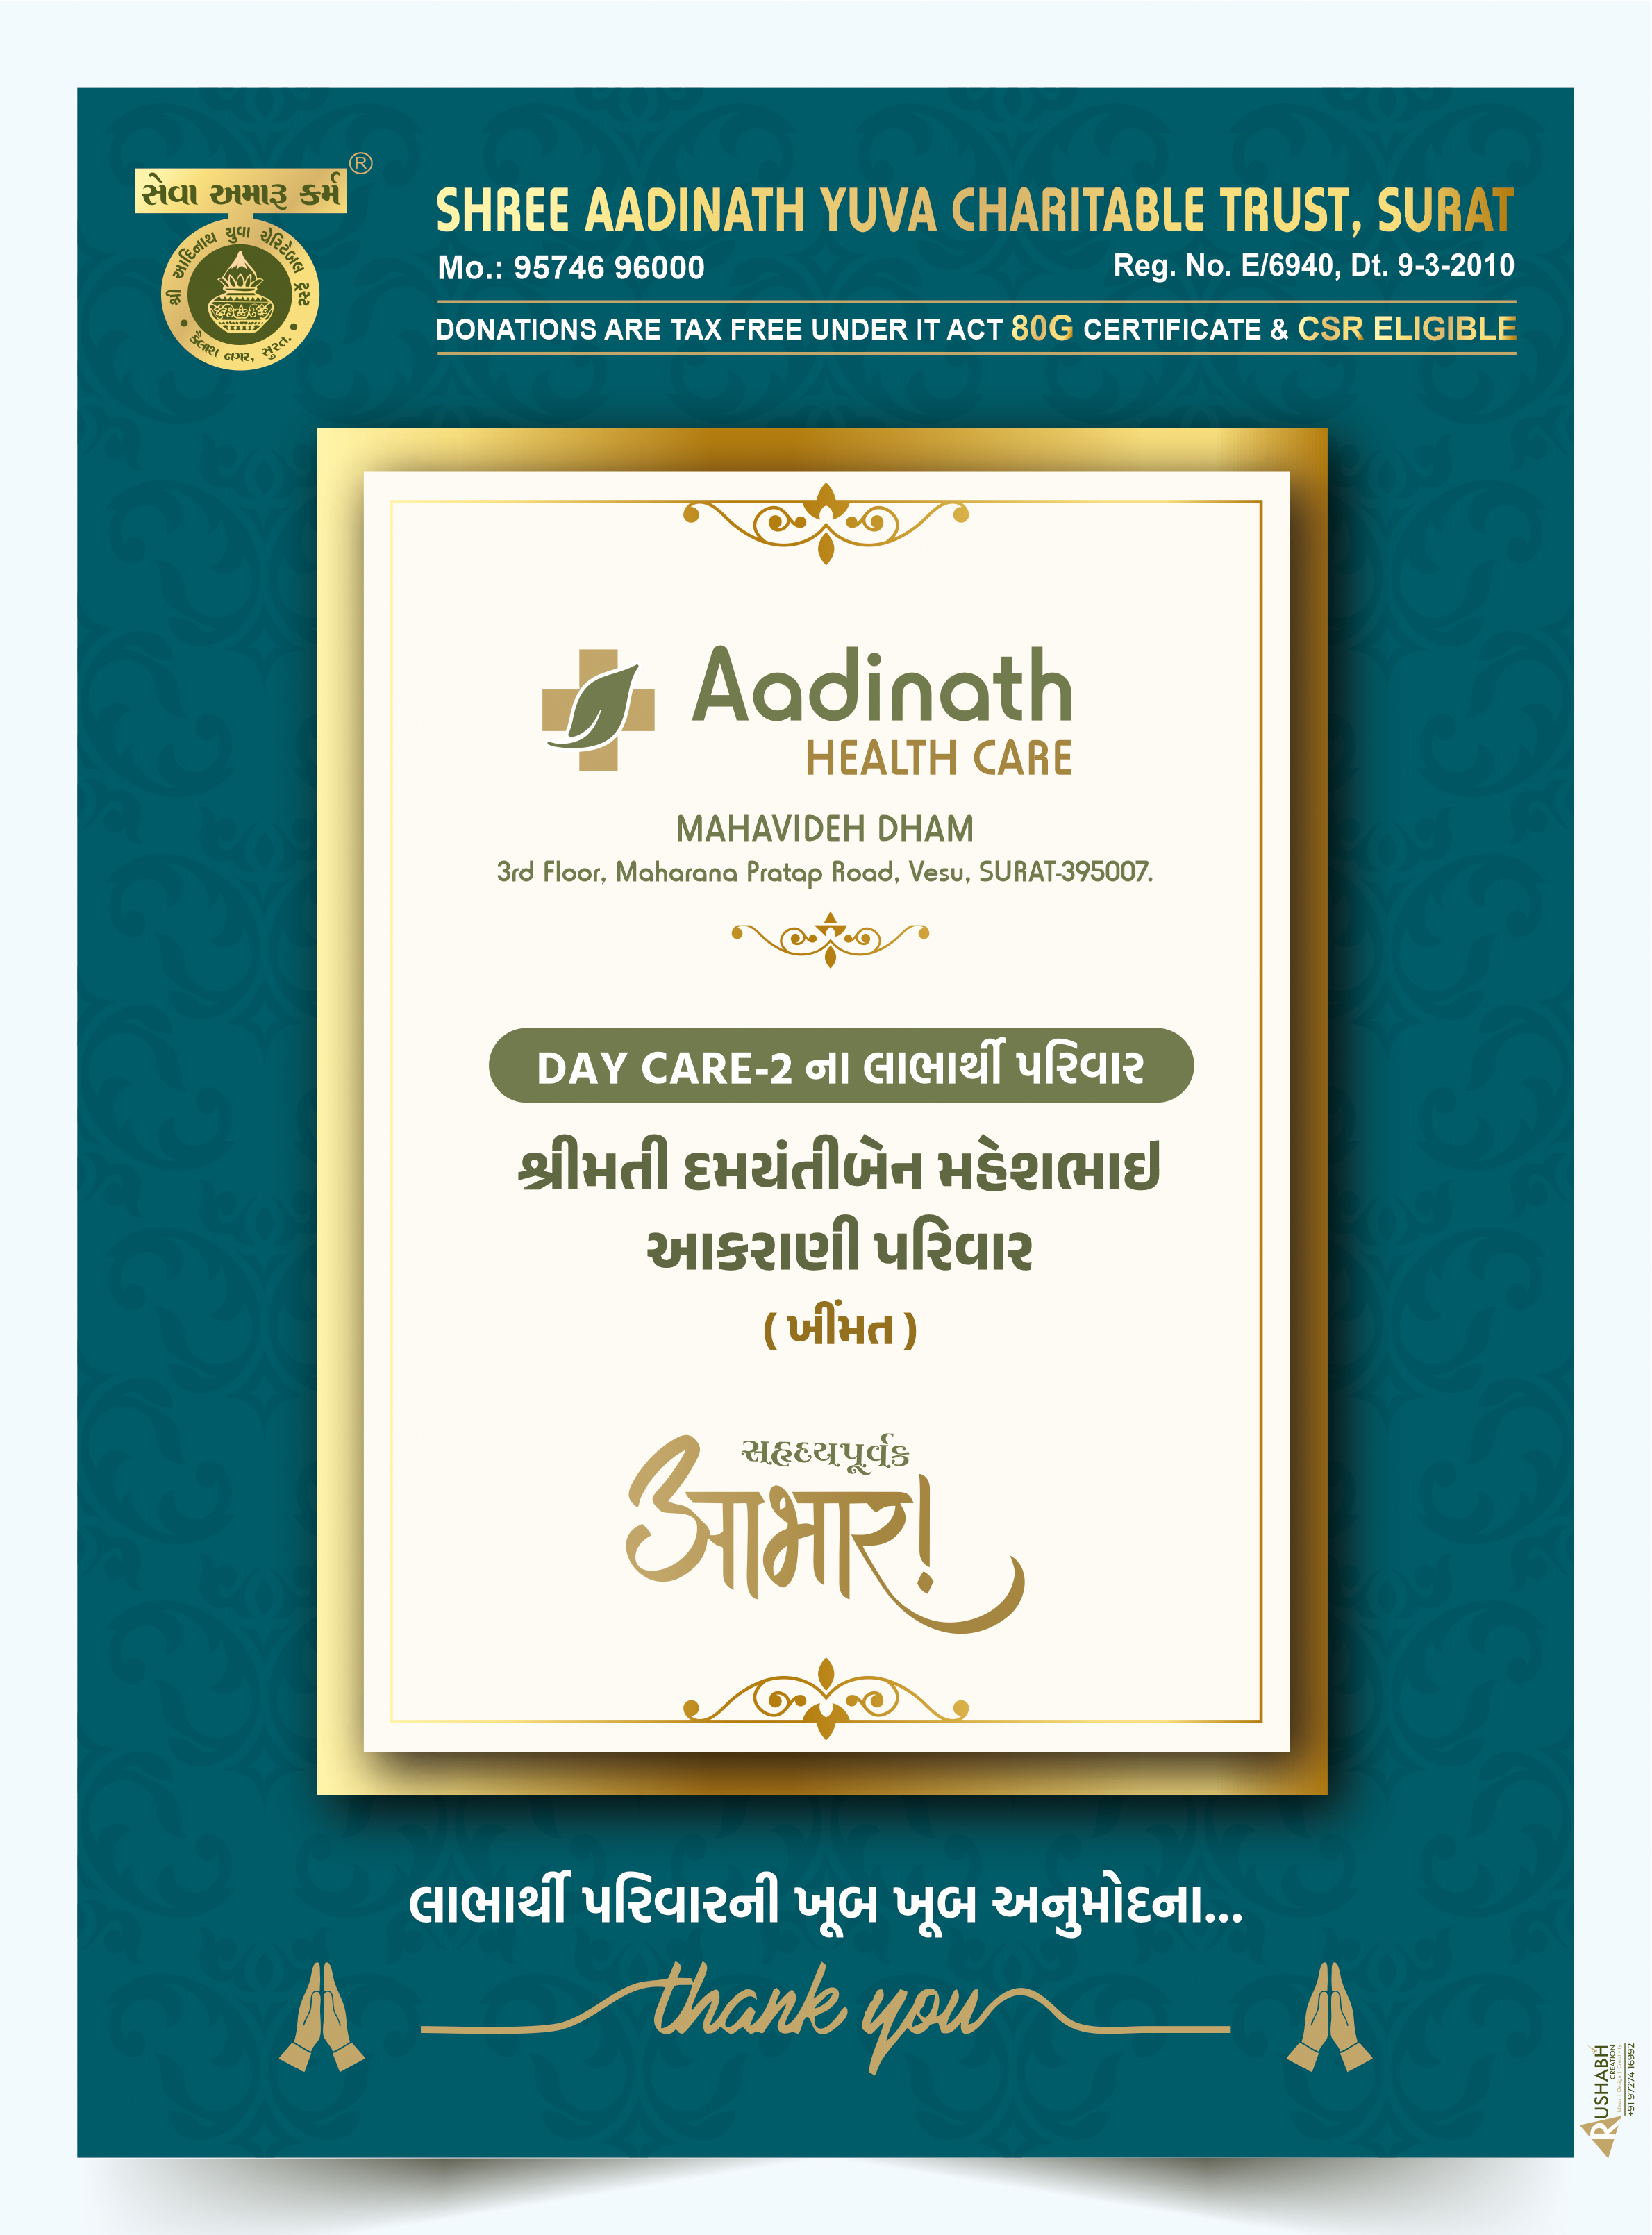 સેવા અમારૂ કર્મ ®
શ્રી આદિનાથ યુવા ચેરિટેબલ ટ્રસ્ટ
કૈલાશ નગર, સુરત.
SHREE AADINATH YUVA CHARITABLE TRUST, SURAT
Mo.: 95746 96000
Reg. No. E/6940, Dt. 9-3-2010
DONATIONS ARE TAX FREE UNDER IT ACT 80G CERTIFICATE & CSR ELIGIBLE
Aadinath
HEALTH CARE
MAHAVIDEH DHAM
3rd Floor, Maharana Pratap Road, Vesu, SURAT-395007.
DAY CARE-2 ના લાભાર્થી પરિવાર
શ્રીમતી દમયંતીબેન મહેશભાઇ
આકરાણી પરિવાર
( ખીંમત )
સહૃદયપૂર્વક
આભાર!
લાભાર્થી પરિવારની ખૂબ ખૂબ અનુમોદના...
thank you
RUSHABH
CREATION
+91 97274 16992